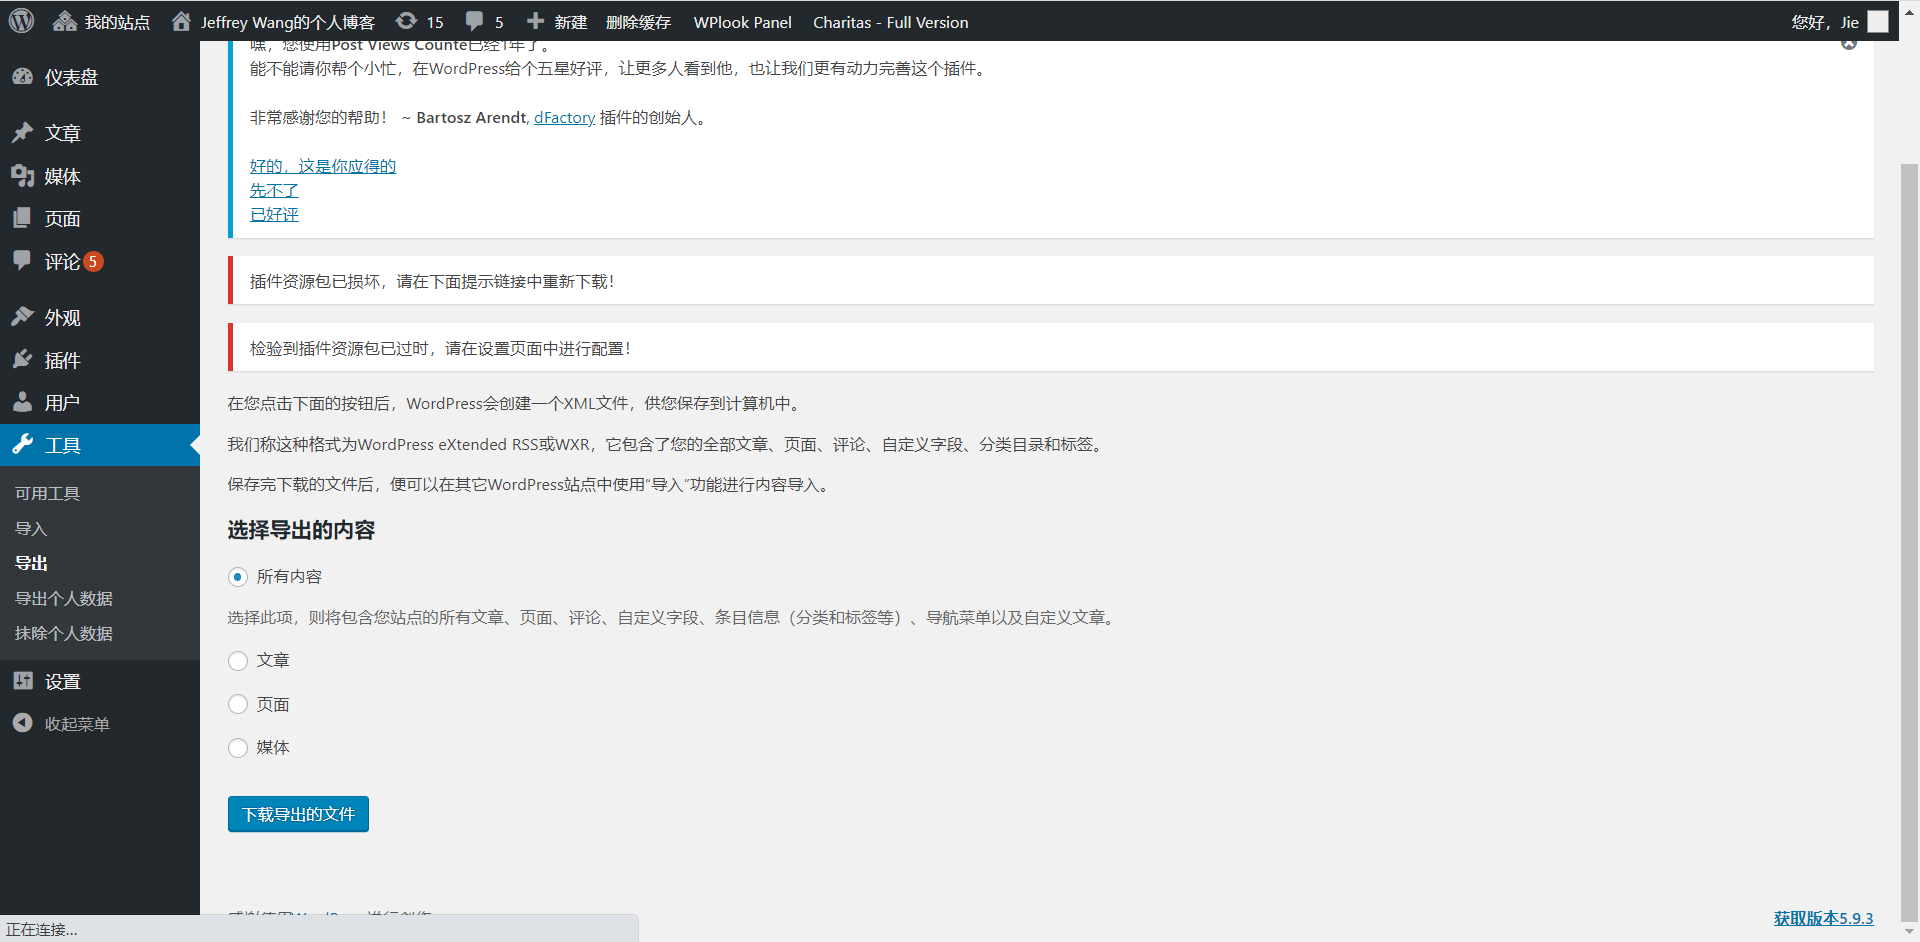 我的站点 Jeffrey Wang的个人博客 15 5 新建 删除缓存 WPlook Panel Charitas - Full Version 您好，Jie
仪表盘
文章
媒体
页面
评论 5
外观
插件
用户
工具
可用工具
导入
导出
导出个人数据
抹除个人数据
设置
收起菜单
嘿，您使用Post Views Counte已经1年了。
能不能请你帮个小忙，在WordPress给个五星好评，让更多人看到他，也让我们更有动力完善这个插件。
非常感谢您的帮助！ ~ Bartosz Arendt, dFactory 插件的创始人。
好的，这是你应得的
先不了
已好评
插件资源包已损坏，请在下面提示链接中重新下载！
检验到插件资源包已过时，请在设置页面中进行配置！
在您点击下面的按钮后，WordPress会创建一个XML文件，供您保存到计算机中。
我们称这种格式为WordPress eXtended RSS或WXR，它包含了您的全部文章、页面、评论、自定义字段、分类目录和标签。
保存完下载的文件后，便可以在其它WordPress站点中使用“导入”功能进行内容导入。
选择导出的内容
所有内容
选择此项，则将包含您站点的所有文章、页面、评论、自定义字段、条目信息（分类和标签等）、导航菜单以及自定义文章。
文章
页面
媒体
下载导出的文件
感谢使用WordPress进行创作。
获取版本5.9.3
正在连接...